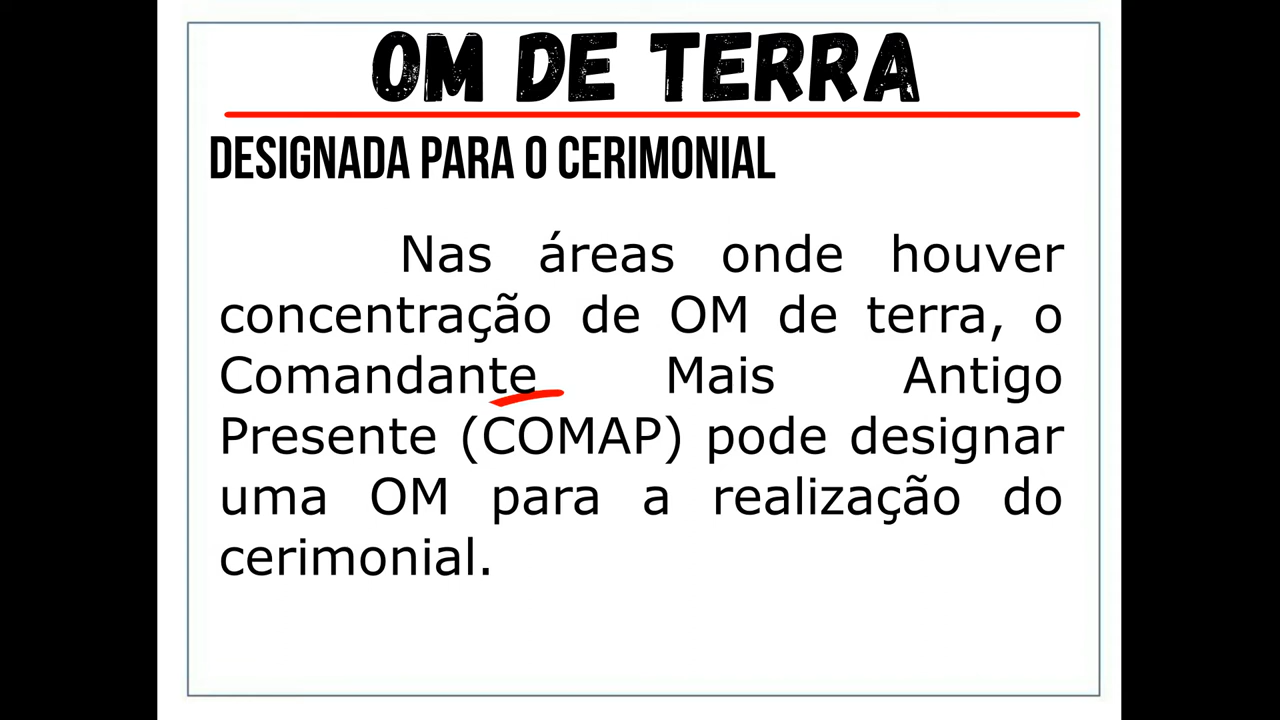 OM DE TERRA
DESIGNADA PARA O CERIMONIAL
Nas áreas onde houver
concentração de OM de terra, o
Comandante Mais Antigo
Presente (COMAP) pode designar
uma OM para a realização do
cerimonial.